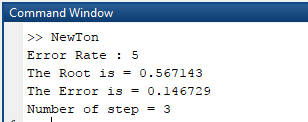 Command Window
>> NewTon
Error Rate : 5
The Root is = 0.567143
The Error is = 0.146729
Number of step = 3